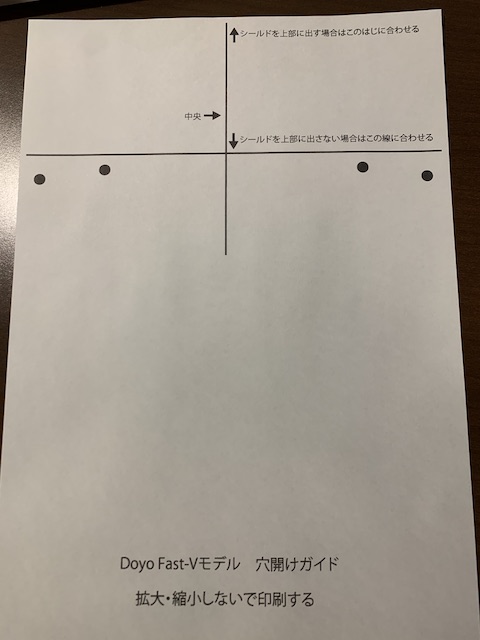 シールドを上部に出す場合はこのはじに合わせる
中央
シールドを上部に出さない場合はこの線に合わせる
Doyo Fast-Vモデル　穴開けガイド
拡大・縮小しないで印刷する